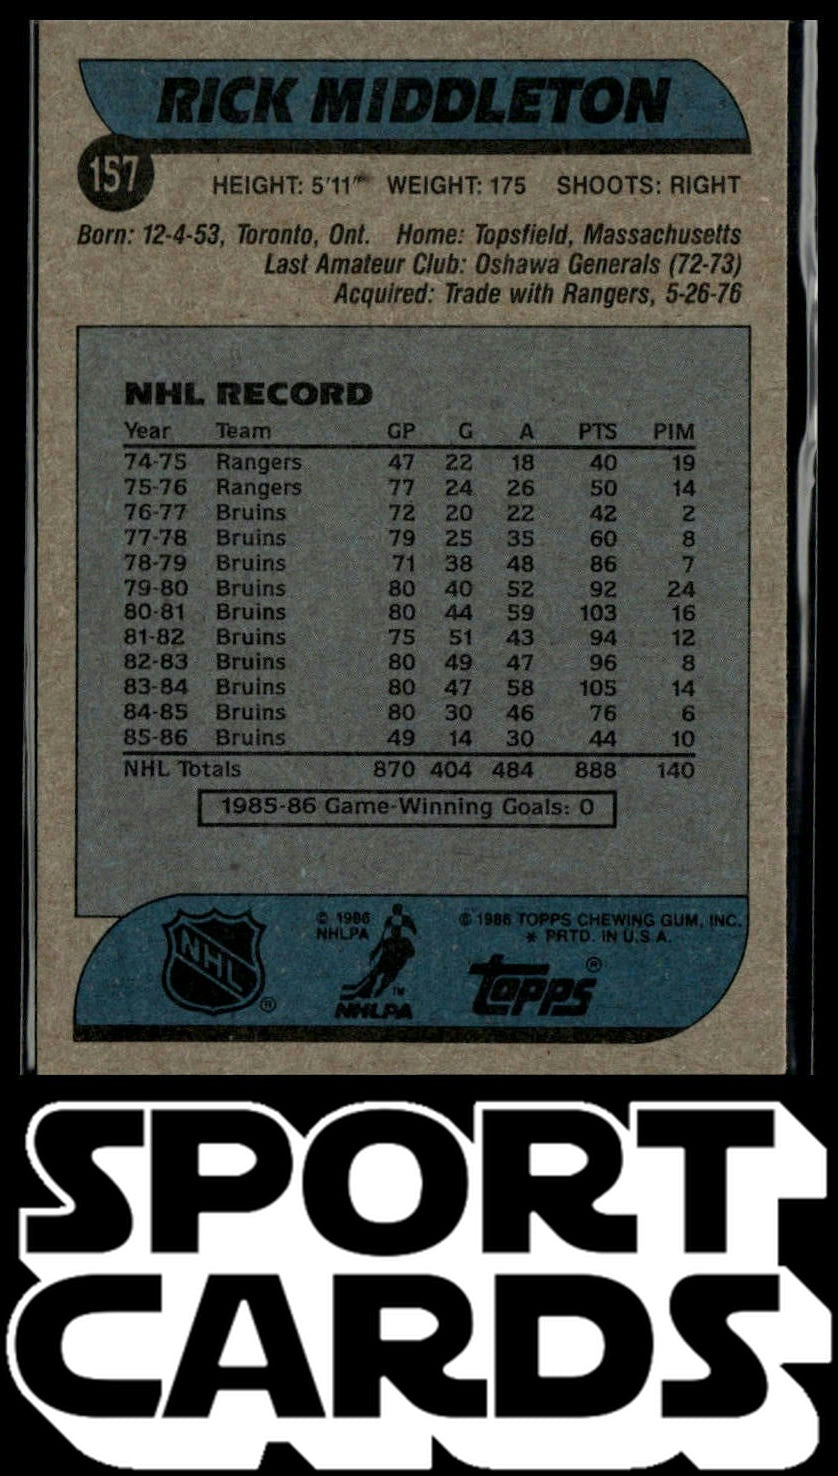 RICK MIDDLETON
157
HEIGHT: 5'11" WEIGHT: 175 SHOOTS: RIGHT
Born: 12-4-53, Toronto, Ont. Home: Topsfield, Massachusetts
Last Amateur Club: Oshawa Generals (72-73)
Acquired: Trade with Rangers, 5-26-76
NHL RECORD
Year Team GP G A PTS PIM
74-75 Rangers 47 22 18 40 19
75-76 Rangers 77 24 26 50 14
76-77 Bruins 72 20 22 42 2
77-78 Bruins 79 25 35 60 8
78-79 Bruins 71 38 48 86 7
79-80 Bruins 80 40 52 92 24
80-81 Bruins 80 44 59 103 16
81-82 Bruins 75 51 43 94 12
82-83 Bruins 80 49 47 96 8
83-84 Bruins 80 47 58 105 14
84-85 Bruins 80 30 46 76 6
85-86 Bruins 49 14 30 44 10
NHL Totals 870 404 484 888 140
1985-86 Game-Winning Goals: 0
NHL ®
© 1986
NHLPA
NHLPA ™
© 1986 TOPPS CHEWING GUM, INC.
* PRTD. IN U.S.A.
topps ®
SPORT
CARDS